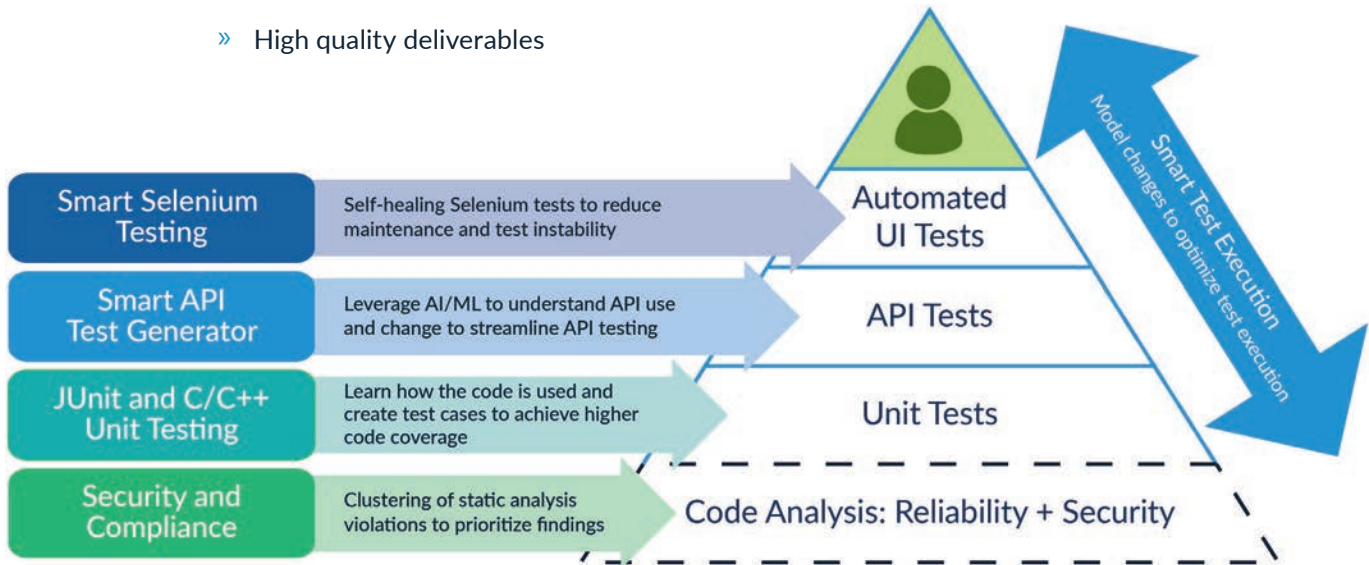 » High quality deliverables
Smart Selenium
Testing
Self-healing Selenium tests to reduce
maintenance and test instability
Automated
UI Tests
Smart API
Test Generator
Leverage AI/ML to understand API use
and change to streamline API testing
API Tests
JUnit and C/C++
Unit Testing
Learn how the code is used and
create test cases to achieve higher
code coverage
Unit Tests
Security and
Compliance
Clustering of static analysis
violations to prioritize findings
Code Analysis: Reliability + Security
Smart Test Execution
Model changes to optimize test execution